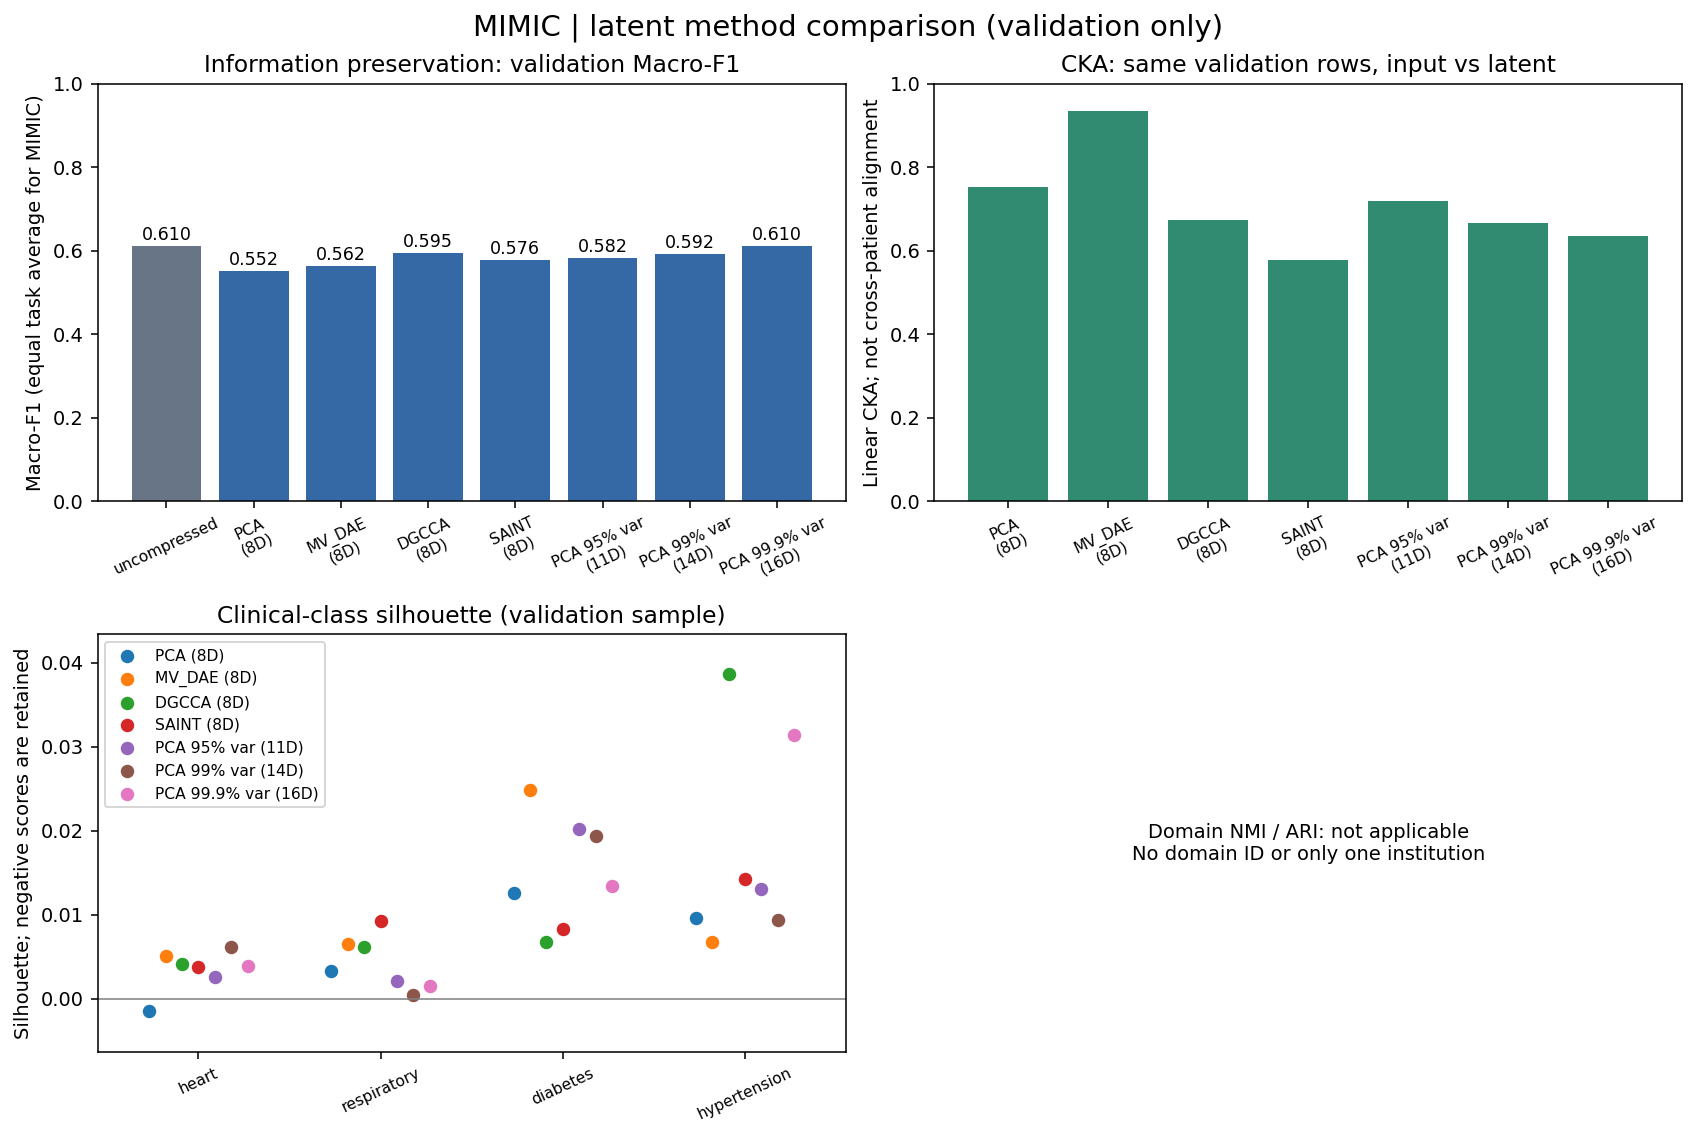 MIMIC | latent method comparison (validation only)
Information preservation: validation Macro-F1
Macro-F1 (equal task average for MIMIC)
1.0
0.8
0.6
0.4
0.2
0.0
0.610
0.552
0.562
0.595
0.576
0.582
0.592
0.610
uncompressed
PCA
(8D)
MV_DAE
(8D)
DGCCA
(8D)
SAINT
(8D)
PCA 95% var
(11D)
PCA 99% var
(14D)
PCA 99.9% var
(16D)
CKA: same validation rows, input vs latent
Linear CKA; not cross-patient alignment
1.0
0.8
0.6
0.4
0.2
0.0
PCA
(8D)
MV_DAE
(8D)
DGCCA
(8D)
SAINT
(8D)
PCA 95% var
(11D)
PCA 99% var
(14D)
PCA 99.9% var
(16D)
Clinical-class silhouette (validation sample)
Silhouette; negative scores are retained
0.04
0.03
0.02
0.01
0.00
PCA (8D)
MV_DAE (8D)
DGCCA (8D)
SAINT (8D)
PCA 95% var (11D)
PCA 99% var (14D)
PCA 99.9% var (16D)
heart
respiratory
diabetes
hypertension
Domain NMI / ARI: not applicable
No domain ID or only one institution